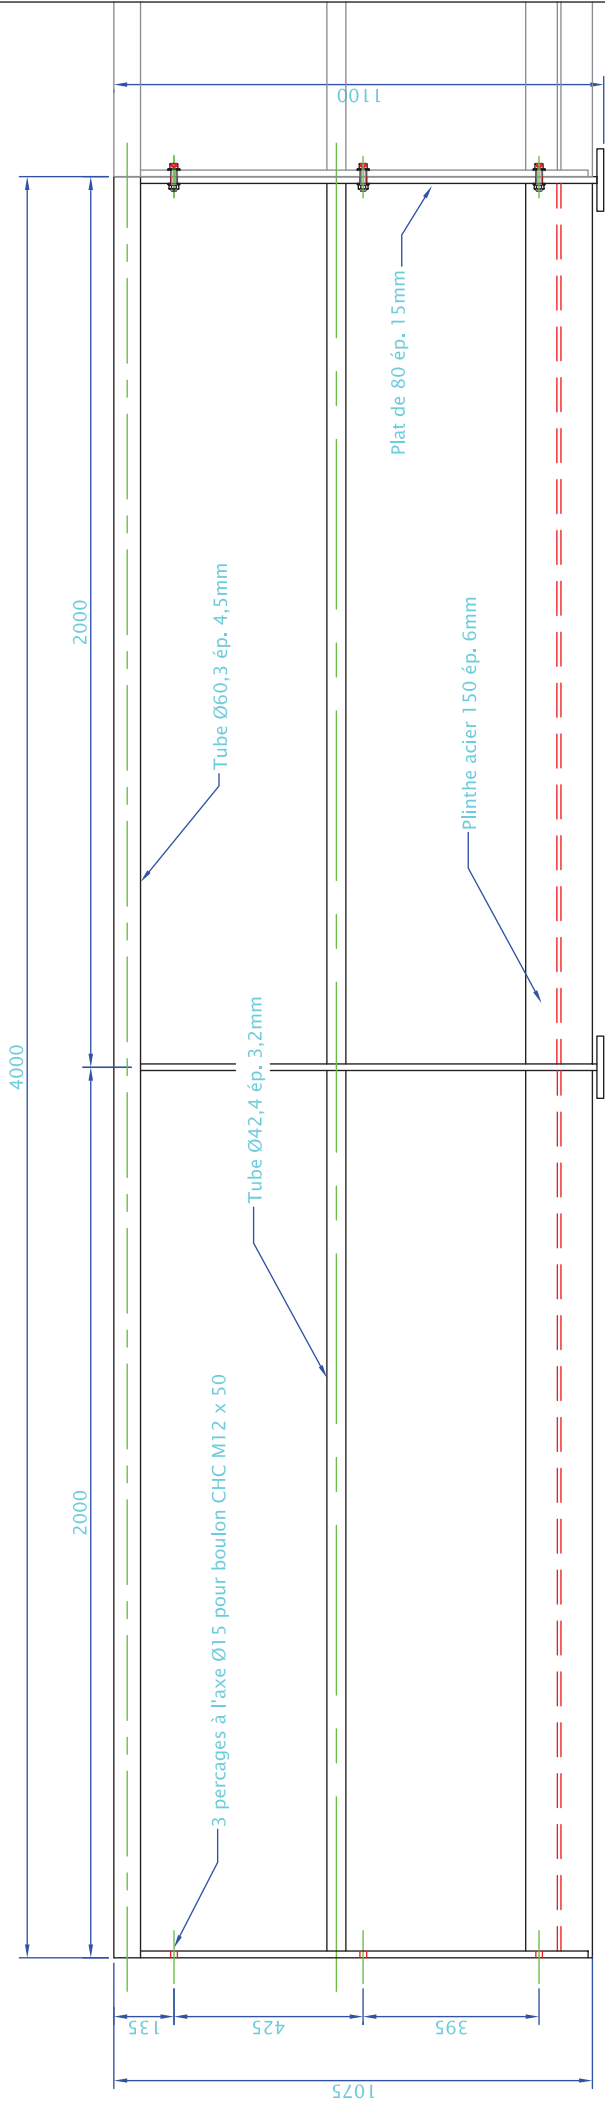 4000
2000
2000
3 percages à l'axe Ø15 pour boulon CHC M12 x 50
Tube Ø42,4 ép. 3,2mm
Tube Ø60,3 ép. 4,5mm
Plinthe acier 150 ép. 6mm
Plat de 80 ép. 15mm
135
425
395
1075
1100